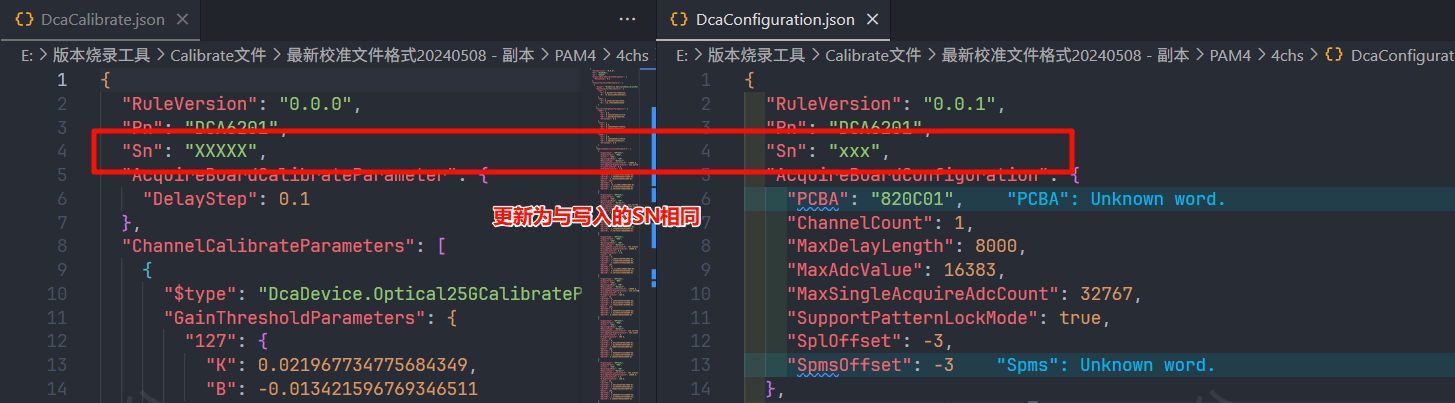 DcaCalibrate.json
E: > 版本烧录工具 > Calibrate文件 > 最新校准文件格式20240508 - 副本 > PAM4 > 4chs >
1 {
2 "RuleVersion": "0.0.0",
3 "Pn": "DCA6201",
4 "Sn": "XXXXX",
5 "AcquireBoardCalibrateParameter": {
6 "DelayStep": 0.1
7 },
8 "ChannelCalibrateParameters": [
9 {
10 "$type": "DcaDevice.Optical25GCalibrateP
11 "GainThresholdParameters": {
12 "127": {
13 "K": 0.021967734775684349,
14 "B": -0.013421596769346511
更新为与写入的SN相同
DcaConfiguration.json
E: > 版本烧录工具 > Calibrate文件 > 最新校准文件格式20240508 - 副本 > PAM4 > 4chs > DcaConfigurat
1 {
2 "RuleVersion": "0.0.1",
3 "Pn": "DCA6201",
4 "Sn": "xxx",
5 "AcquireBoardConfiguration": {
6 "PCBA": "820C01", "PCBA": Unknown word.
7 "ChannelCount": 1,
8 "MaxDelayLength": 8000,
9 "MaxAdcValue": 16383,
10 "MaxSingleAcquireAdcCount": 32767,
11 "SupportPatternLockMode": true,
12 "SplOffset": -3,
13 "SpmsOffset": -3 "Spms": Unknown word.
14 },